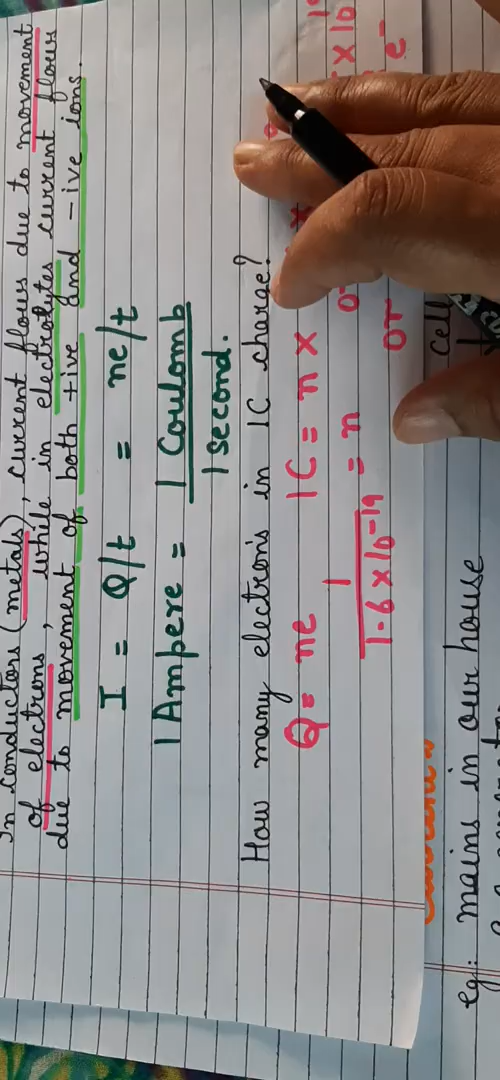 In conductors (metals), current flows due to movement
of electrons, while in electrolytes current flows
due to movement of both +ive and -ive ions.
I = Q/t = ne/t
1 Ampere = 1 Coulomb
1 second.
How many electrons in 1C charge?
Q = ne 1C = n x
1
1.6 x 10-19 = n
or
x 10
e-
cell
eg: mains in our house